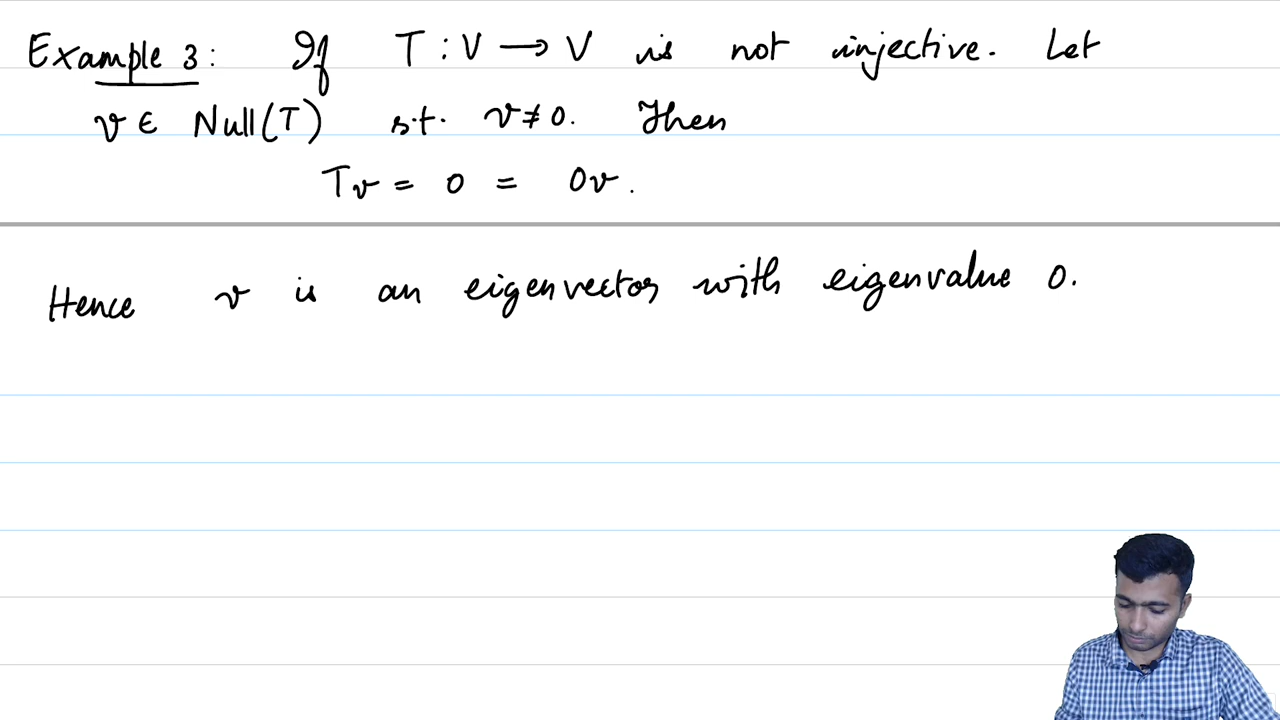 Example 3: If T : V → V is not injective. Let
v ∈ Null(T) s.t. v ≠ 0. Then
Tv = 0 = 0v.
Hence v is an eigenvector with eigenvalue 0.